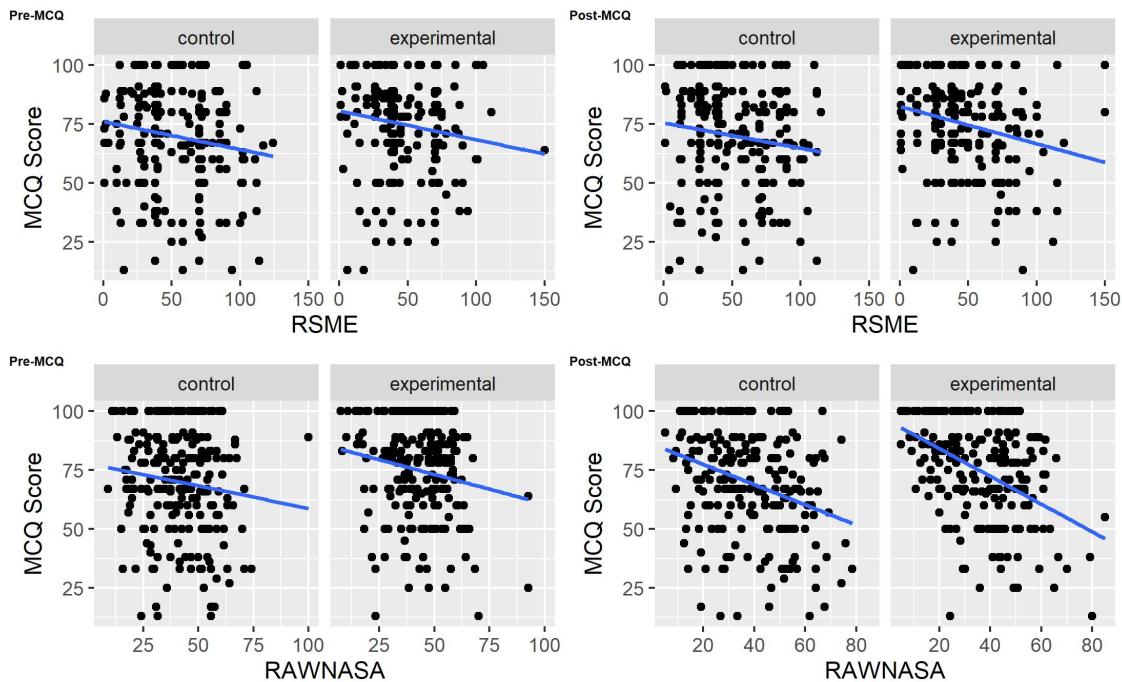 Pre-MCQ
control experimental
MCQ Score
100
75
50
25
0 50 100 150 0 50 100 150
RSME
Post-MCQ
control experimental
MCQ Score
100
75
50
25
0 50 100 150 0 50 100 150
RSME
Pre-MCQ
control experimental
MCQ Score
100
75
50
25
25 50 75 100 25 50 75 100
RAWNASA
Post-MCQ
control experimental
MCQ Score
100
75
50
25
20 40 60 80 20 40 60 80
RAWNASA